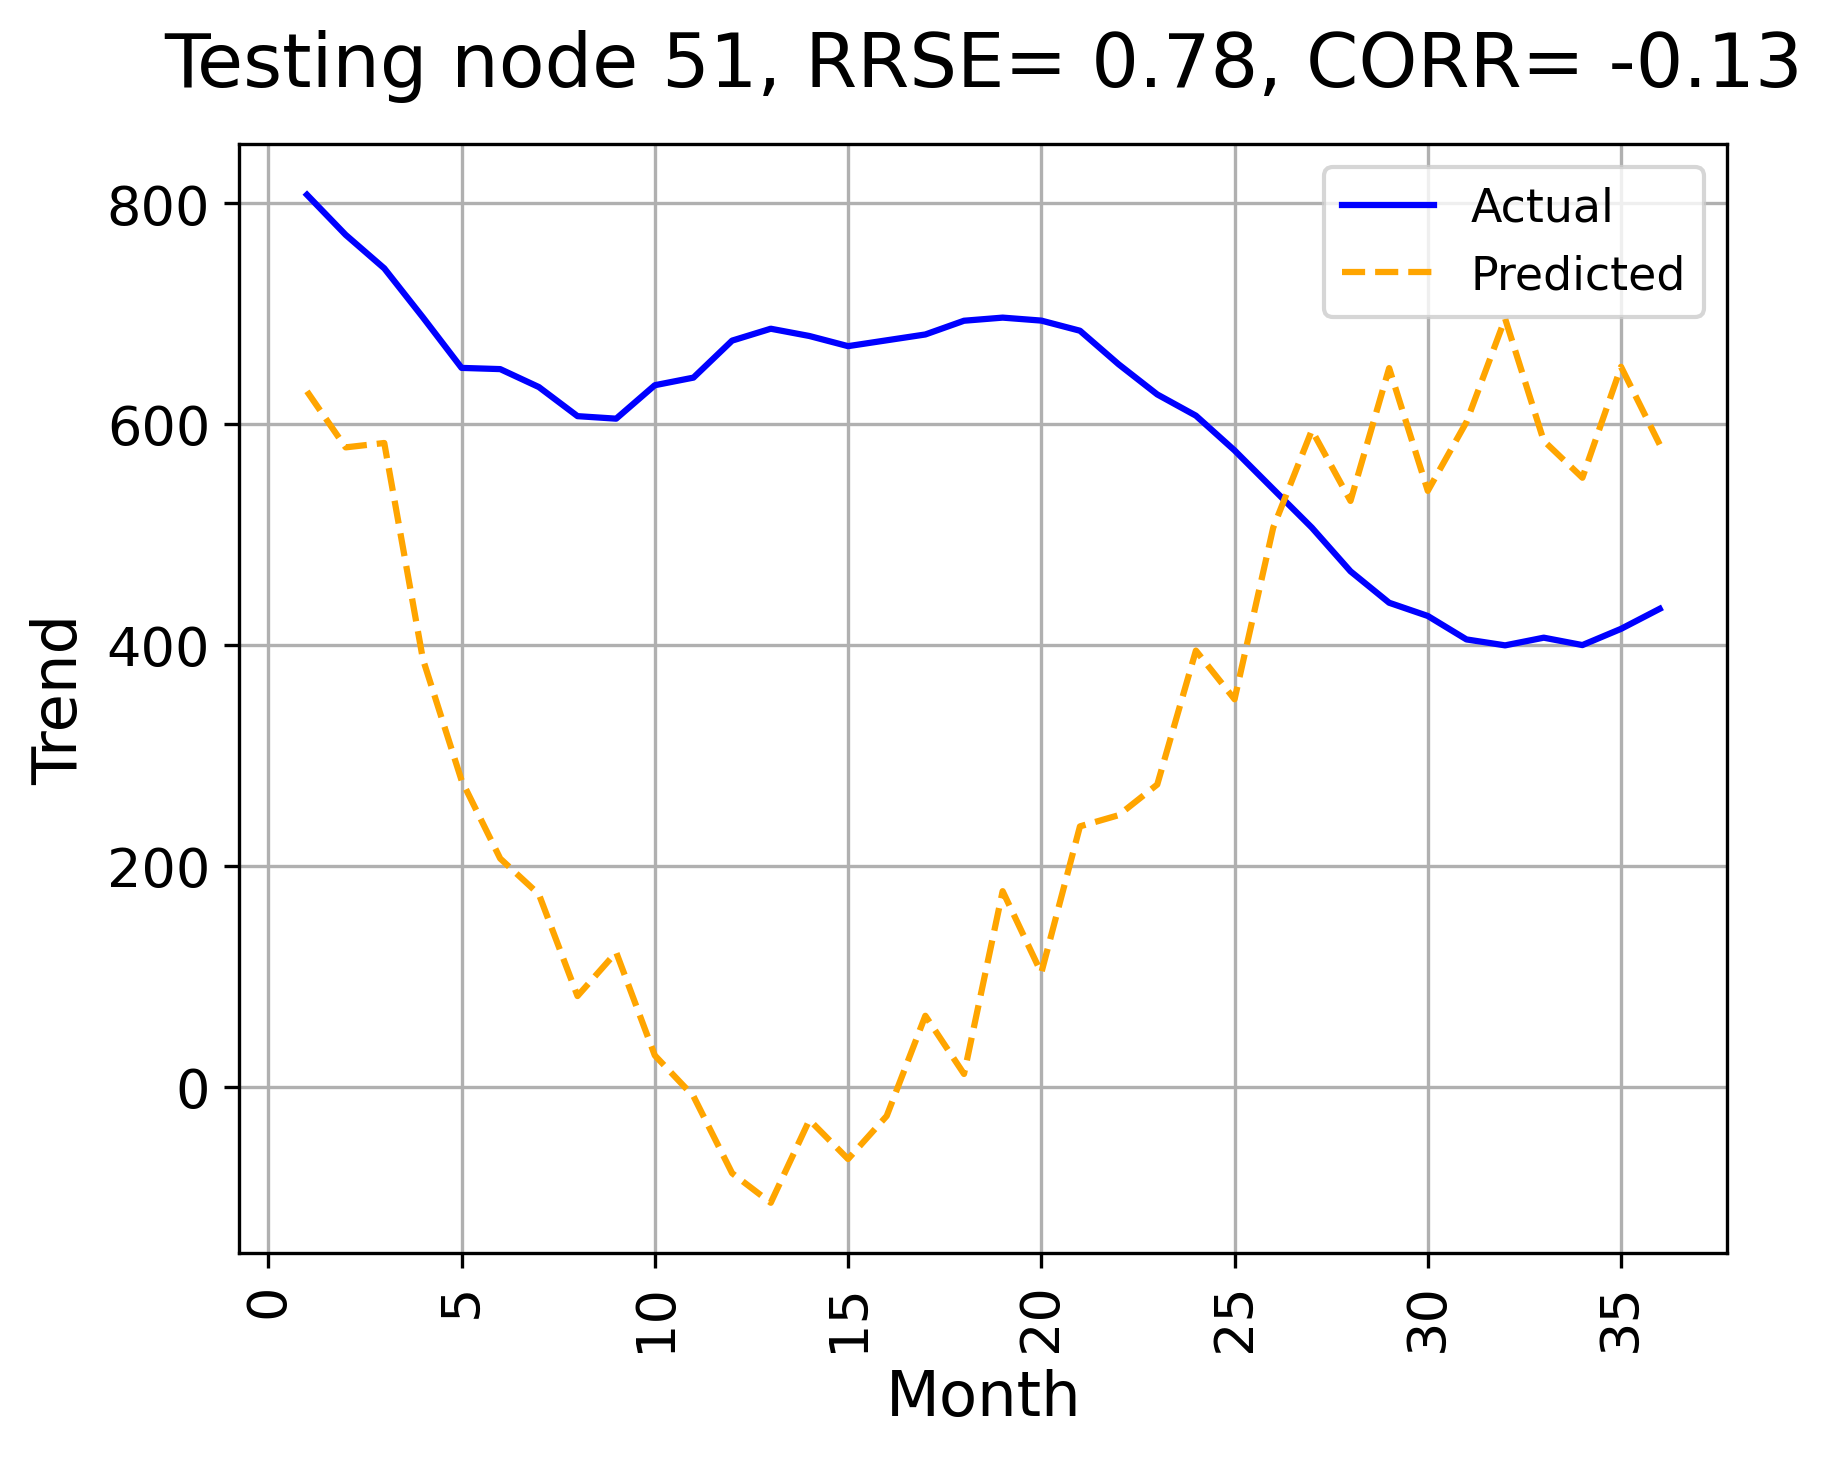 Testing node 51, RRSE= 0.78, CORR= -0.13
Actual
Predicted
Trend
800
600
400
200
0
0
5
10
15
20
25
30
35
Month